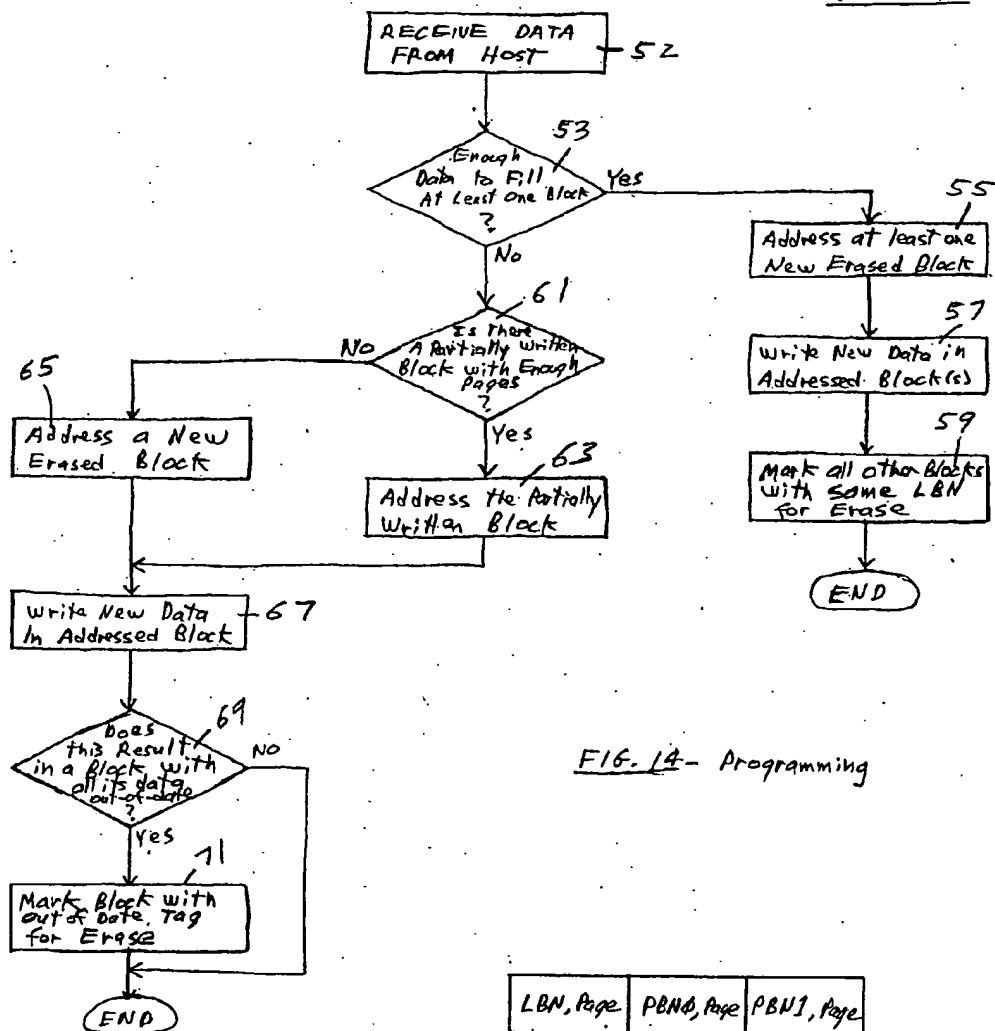 RECEIVE DATA
FROM HOST
52
53
Enough
Data to Fill
At Least One Block
?
Yes
No
55
Address at least one
New Erased Block
57
Write New Data in
Addressed Block(s)
59
Mark all other Blocks
with same LBN
for Erase
END
61
Is There
A Partially Written
Block with Enough
Pages
?
No
Yes
65
Address a New
Erased Block
63
Address the Partially
Written Block
Write New Data
In Addressed Block
67
69
Does
this Result
in a Block with
all its data
out-of-date
?
NO
Yes
71
Mark Block with
Out of Date Tag
for Erase
END
FIG. 14 - Programming
LBN, Page
PBN0, Page
PBN1, Page